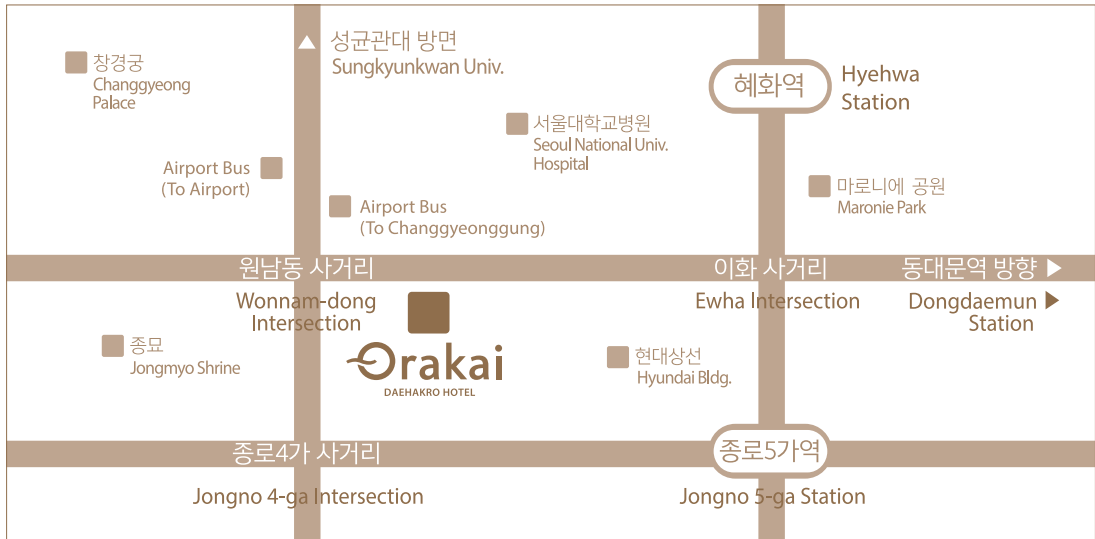 창경궁
Changgyeong
Palace
성균관대 방면
Sungkyunkwan Univ.
혜화역
Hyehwa
Station
서울대학교병원
Seoul National Univ.
Hospital
Airport Bus
(To Airport)
Airport Bus
(To Changgyeonggung)
마로니에 공원
Maronie Park
원남동 사거리
이화 사거리
동대문역 방향
Wonnam-dong
Intersection
Ewha Intersection
Dongdaemun
Station
종묘
Jongmyo Shrine
Orakai
DAEHAKRO HOTEL
현대상선
Hyundai Bldg.
종로4가 사거리
종로5가역
Jongno 4-ga Intersection
Jongno 5-ga Station